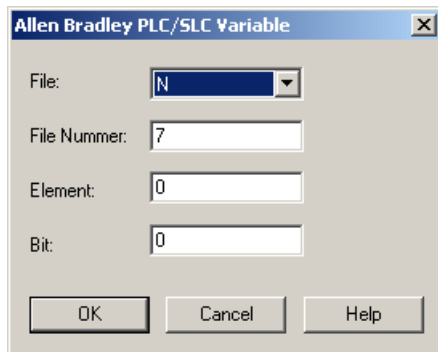 Allen Bradley PLC/SLC Variable
File: N
File Nummer: 7
Element: 0
Bit: 0
OK Cancel Help